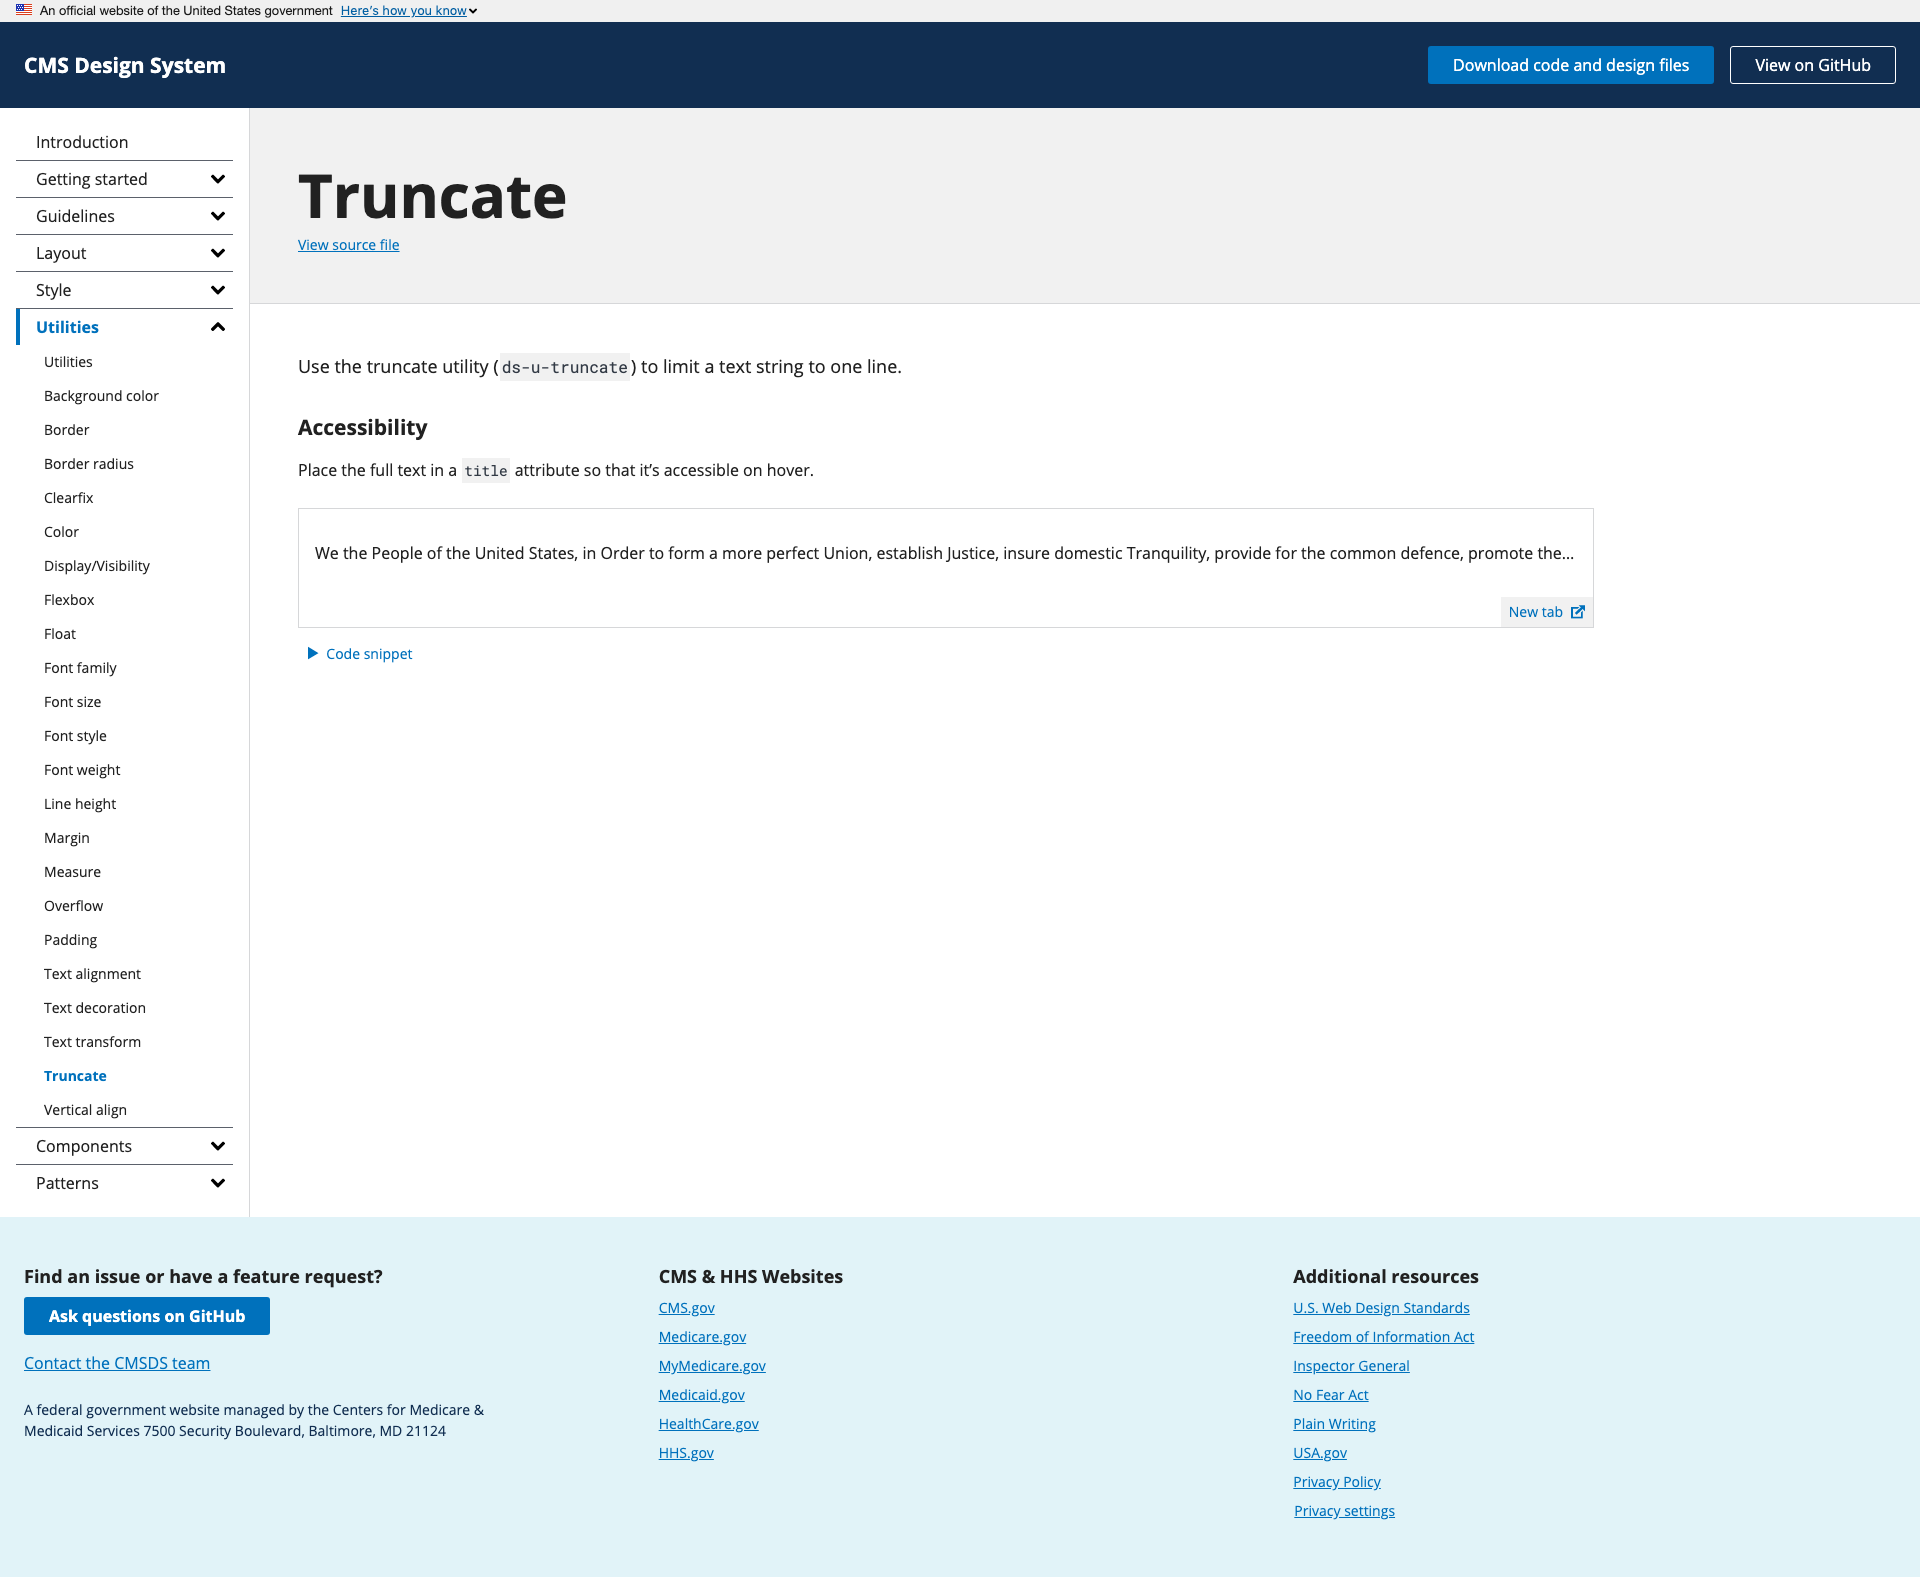 An official website of the United States government Here's how you know
CMS Design System
Download code and design files
View on GitHub
Introduction
Getting started
Guidelines
Layout
Style
Utilities
Utilities
Background color
Border
Border radius
Clearfix
Color
Display/Visibility
Flexbox
Float
Font family
Font size
Font style
Font weight
Line height
Margin
Measure
Overflow
Padding
Text alignment
Text decoration
Text transform
Truncate
Vertical align
Components
Patterns
Truncate
View source file
Use the truncate utility (ds-u-truncate) to limit a text string to one line.
Accessibility
Place the full text in a title attribute so that it’s accessible on hover.
We the People of the United States, in Order to form a more perfect Union, establish Justice, insure domestic Tranquility, provide for the common defence, promote the...
New tab
Code snippet
Find an issue or have a feature request?
Ask questions on GitHub
Contact the CMSDS team
A federal government website managed by the Centers for Medicare &
Medicaid Services 7500 Security Boulevard, Baltimore, MD 21124
CMS & HHS Websites
CMS.gov
Medicare.gov
MyMedicare.gov
Medicaid.gov
HealthCare.gov
HHS.gov
Additional resources
U.S. Web Design Standards
Freedom of Information Act
Inspector General
No Fear Act
Plain Writing
USA.gov
Privacy Policy
Privacy settings